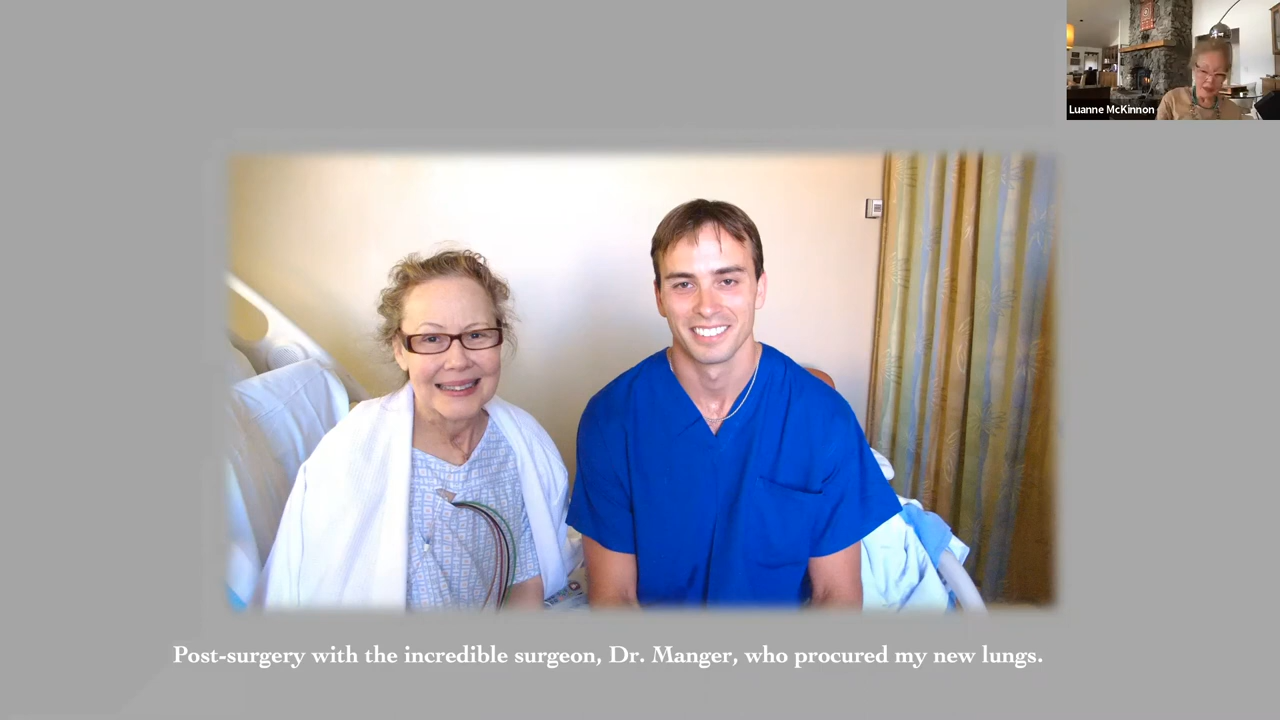 Luanne McKinnon
Post-surgery with the incredible surgeon, Dr. Manger, who procured my new lungs.